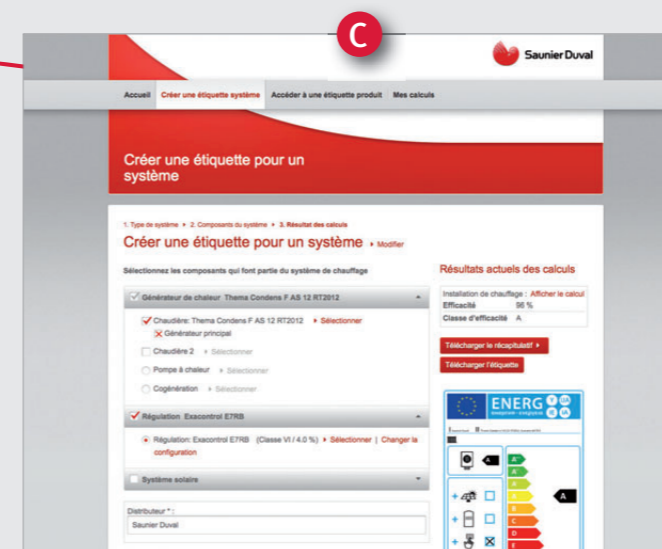 C
Saunier Duval
Accueil Créer une étiquette système Accéder à une étiquette produit Mes calculs
Créer une étiquette pour un
système
1. Type de système 2. Composants du système 3. Résultat des calculs
Créer une étiquette pour un système Modifier
Sélectionnez les composants qui font partie du système de chauffage
Générateur de chaleur Thema Condens F AS 12 RT2012
Chaudière: Thema Condens F AS 12 RT2012 Sélectionner
Générateur principal
Chaudière 2 Sélectionner
Pompe à chaleur Sélectionner
Cogénération Sélectionner
Régulation Exacontrol E7RB
Régulation: Exacontrol E7RB (Classe VI / 4.0 %) Sélectionner | Changer la
configuration
Système solaire
Distributeur * :
Saunier Duval
Résultats actuels des calculs
Installation de chauffage : Afficher le calcul
Efficacité 96 %
Classe d'efficacité A
Télécharger le récapitulatif
Télécharger l'étiquette
ENERG
A
A
+
+
+
B
C
D
E